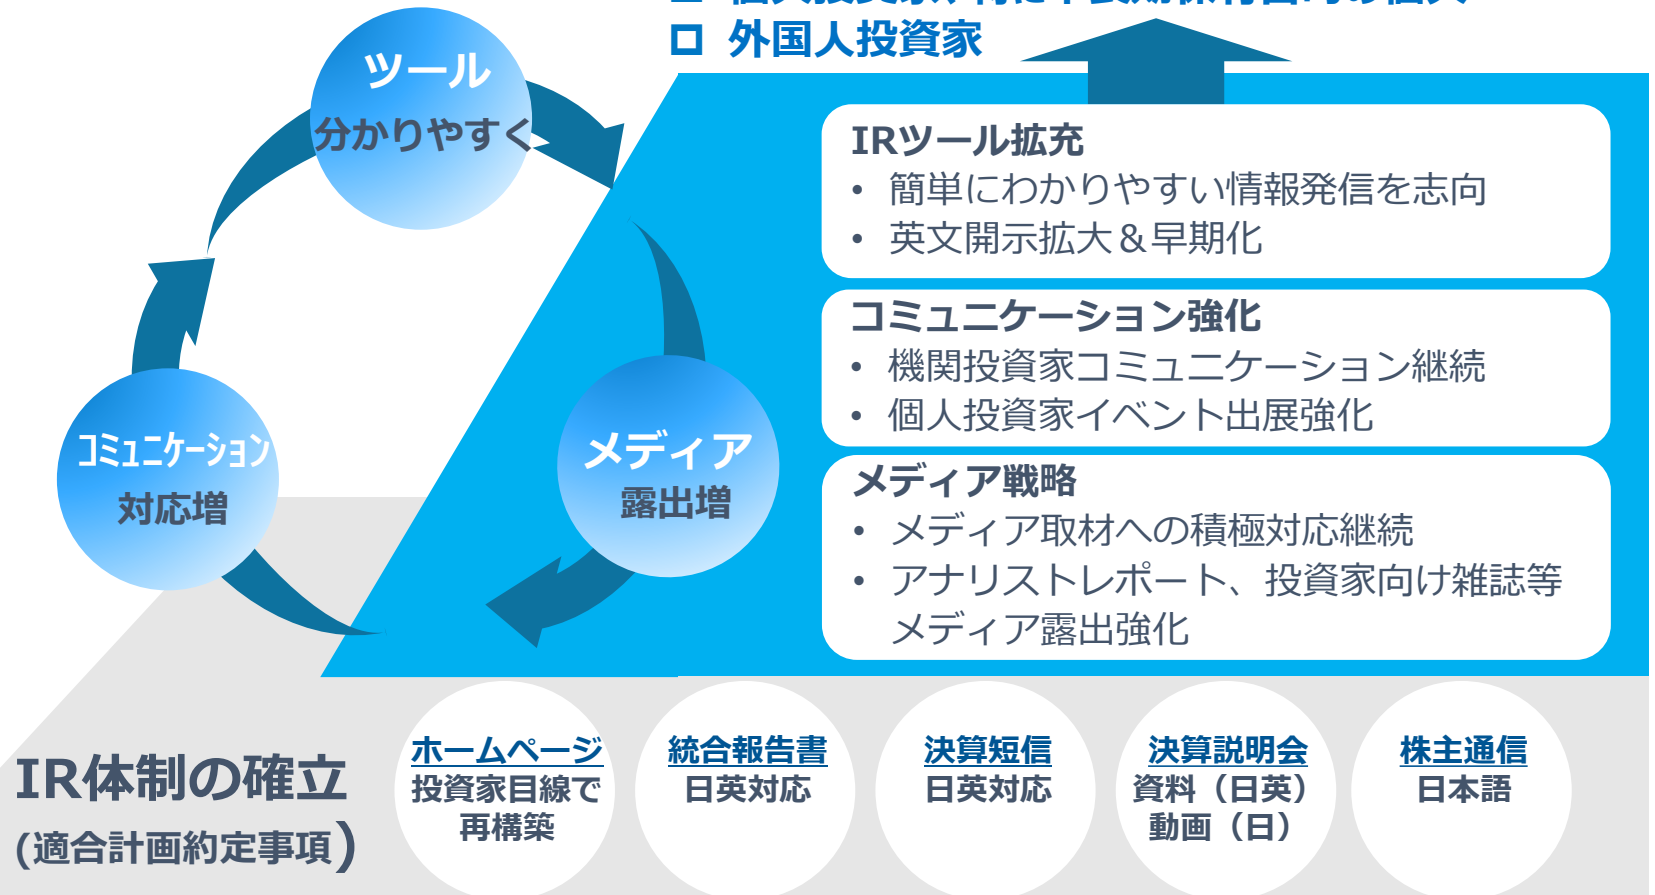 外国人投資家
ツール
分かりやすく
コミュニケーション
対応増
メディア
露出増
IRツール拡充
• 簡単にわかりやすい情報発信を志向
• 英文開示拡大＆早期化
コミュニケーション強化
• 機関投資家コミュニケーション継続
• 個人投資家イベント出展強化
メディア戦略
• メディア取材への積極対応継続
• アナリストレポート、投資家向け雑誌等
メディア露出強化
IR体制の確立
(適合計画約定事項)
ホームページ
投資家目線で
再構築
統合報告書
日英対応
決算短信
日英対応
決算説明会
資料（日英）
動画（日）
株主通信
日本語